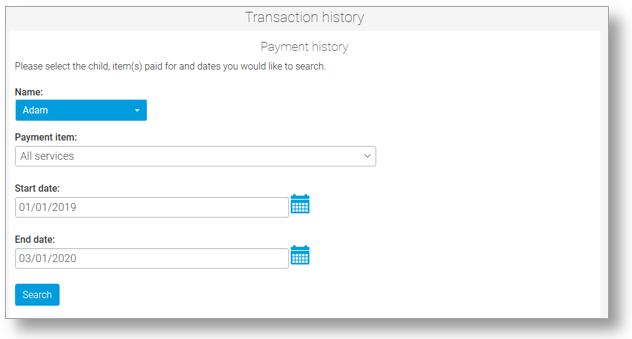 Transaction history
Payment history
Please select the child, item(s) paid for and dates you would like to search.
Name:
Adam
Payment item:
All services
Start date:
01/01/2019
End date:
03/01/2020
Search